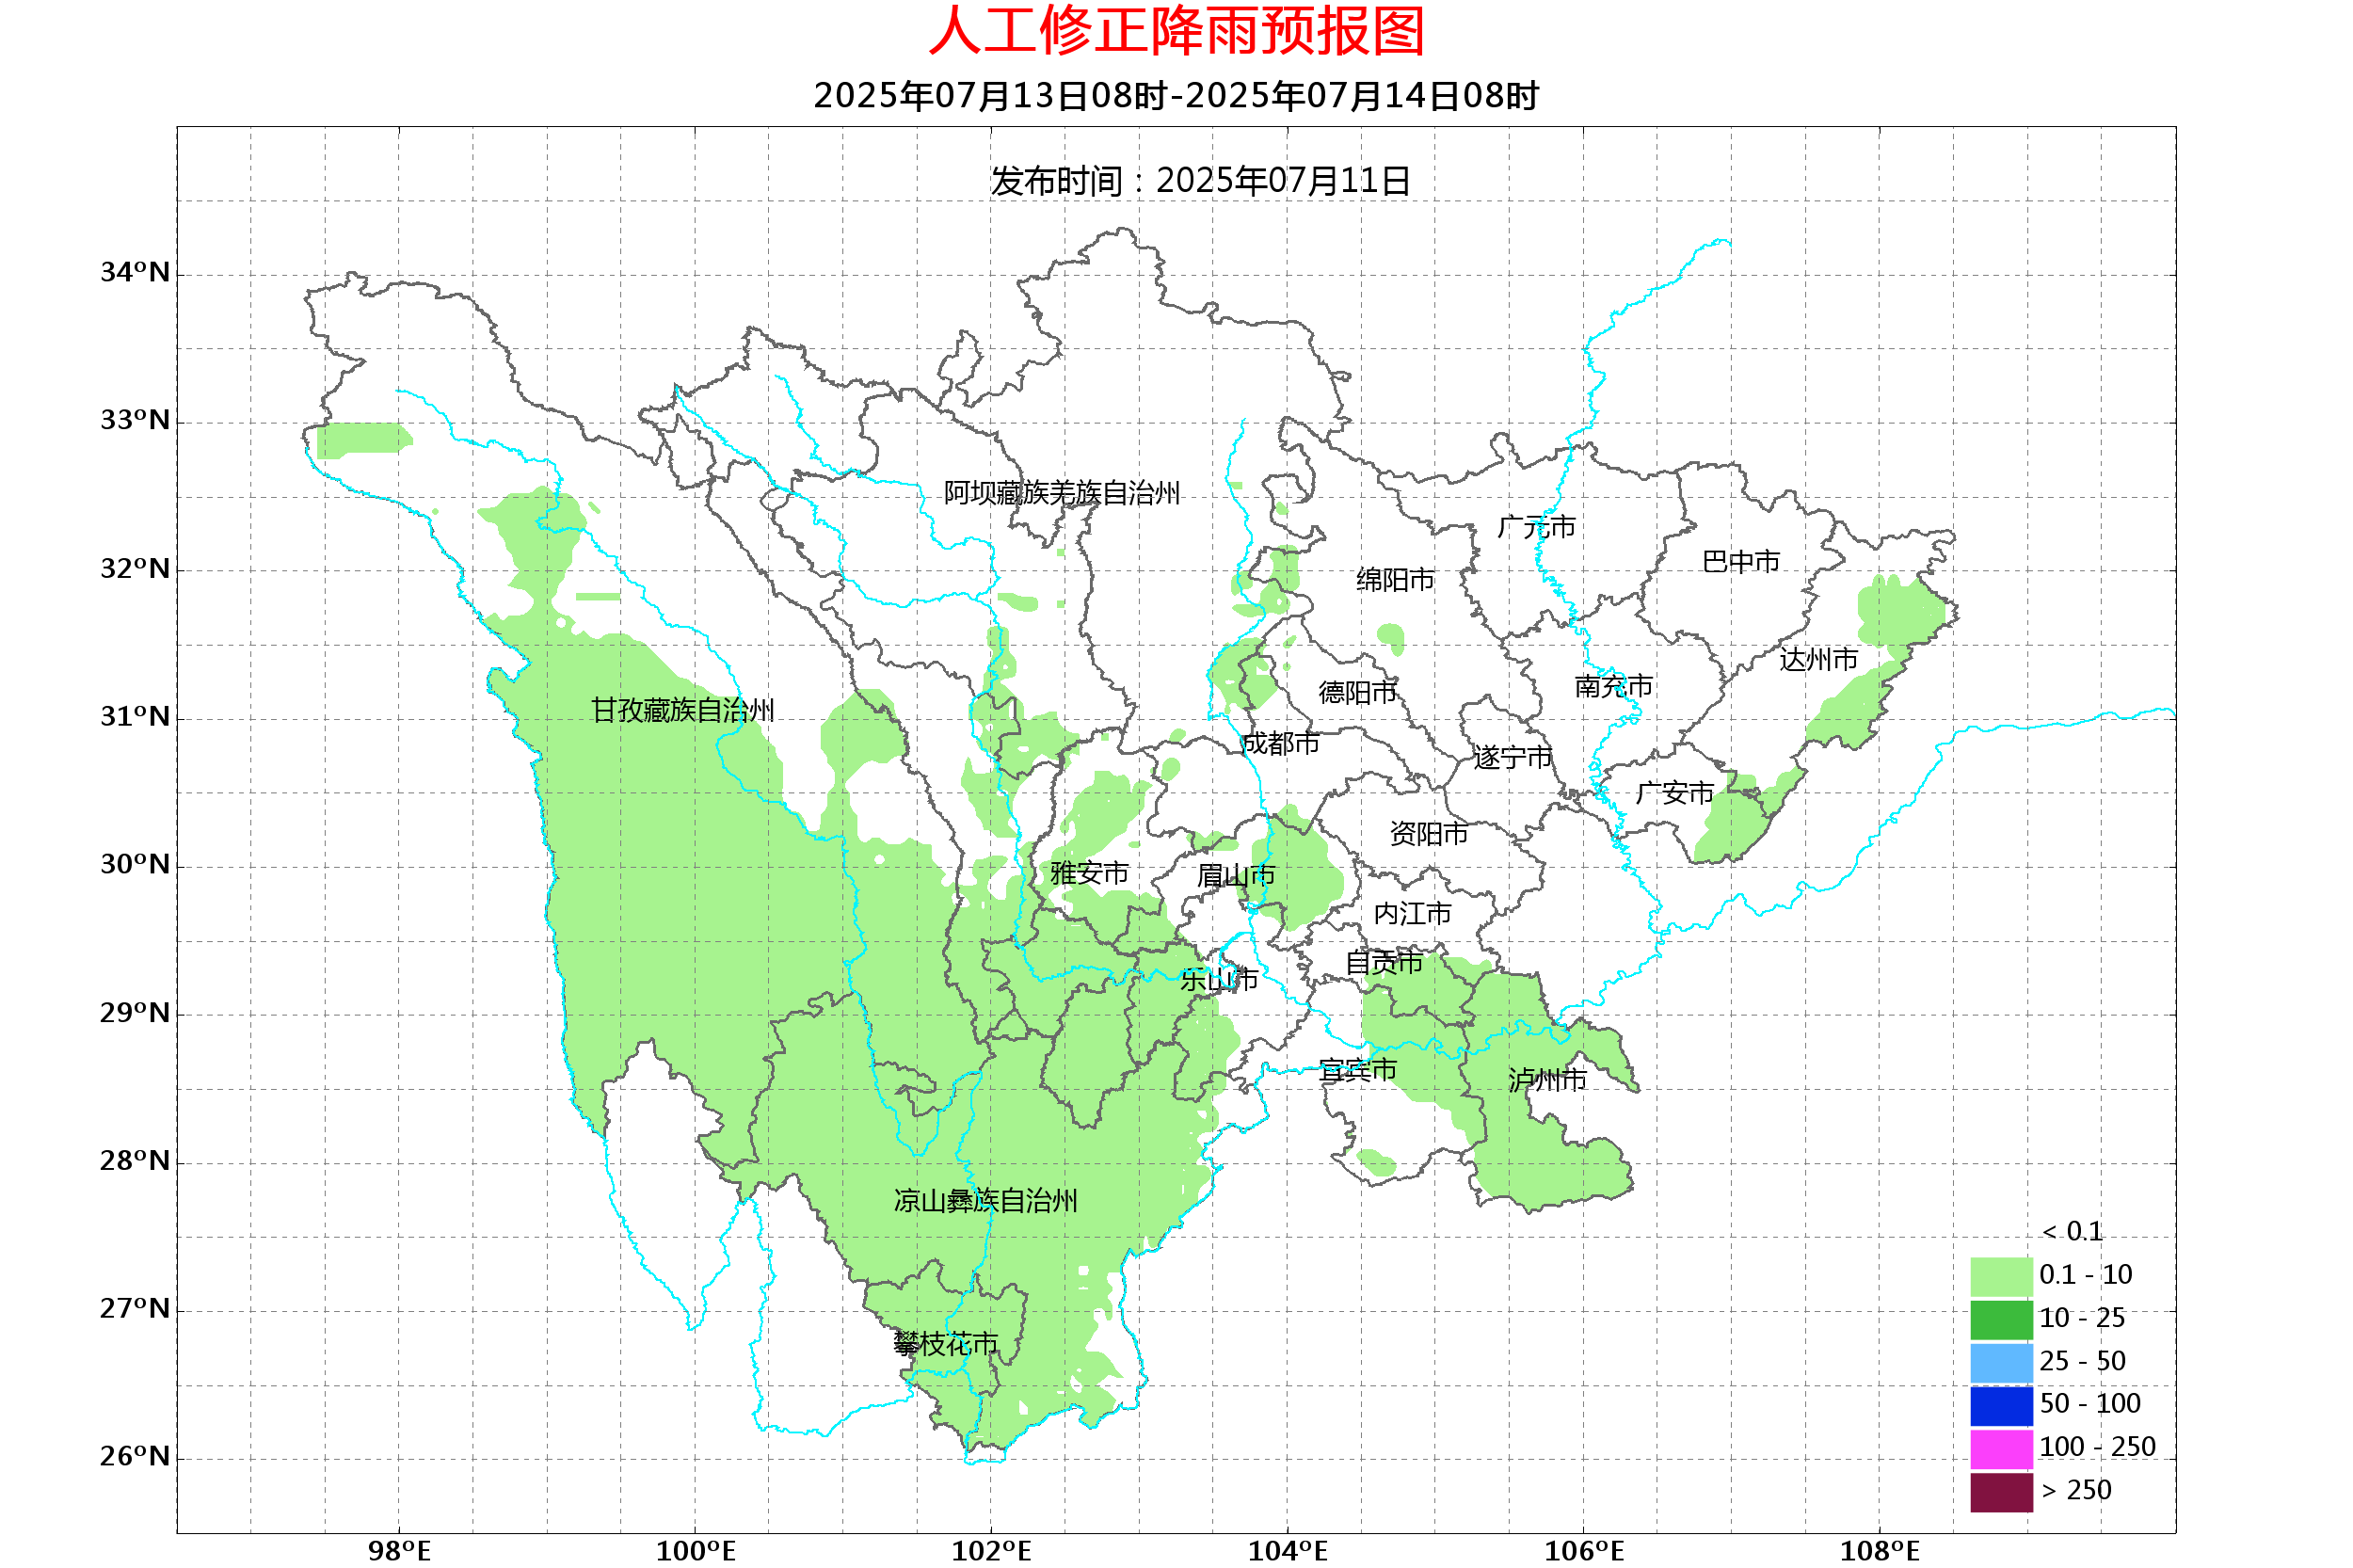 人工修正降雨预报图
2025年07月13日08时-2025年07月14日08时
发布时间：2025年07月11日
34°N
33°N
阿坝藏族羌族自治州
广元市
32°N
巴中市
绵阳市
达州市
南充市
德阳市
31°N
甘孜藏族自治州
成都市
遂宁市
广安市
资阳市
30°N
雅安市
眉山市
内江市
自贡市
乐山市
29°N
宜宾市
泸州市
28°N
凉山彝族自治州
27°N
攀枝花市
26°N
< 0.1
0.1 - 10
10 - 25
25 - 50
50 - 100
100 - 250
> 250
98°E
100°E
102°E
104°E
106°E
108°E